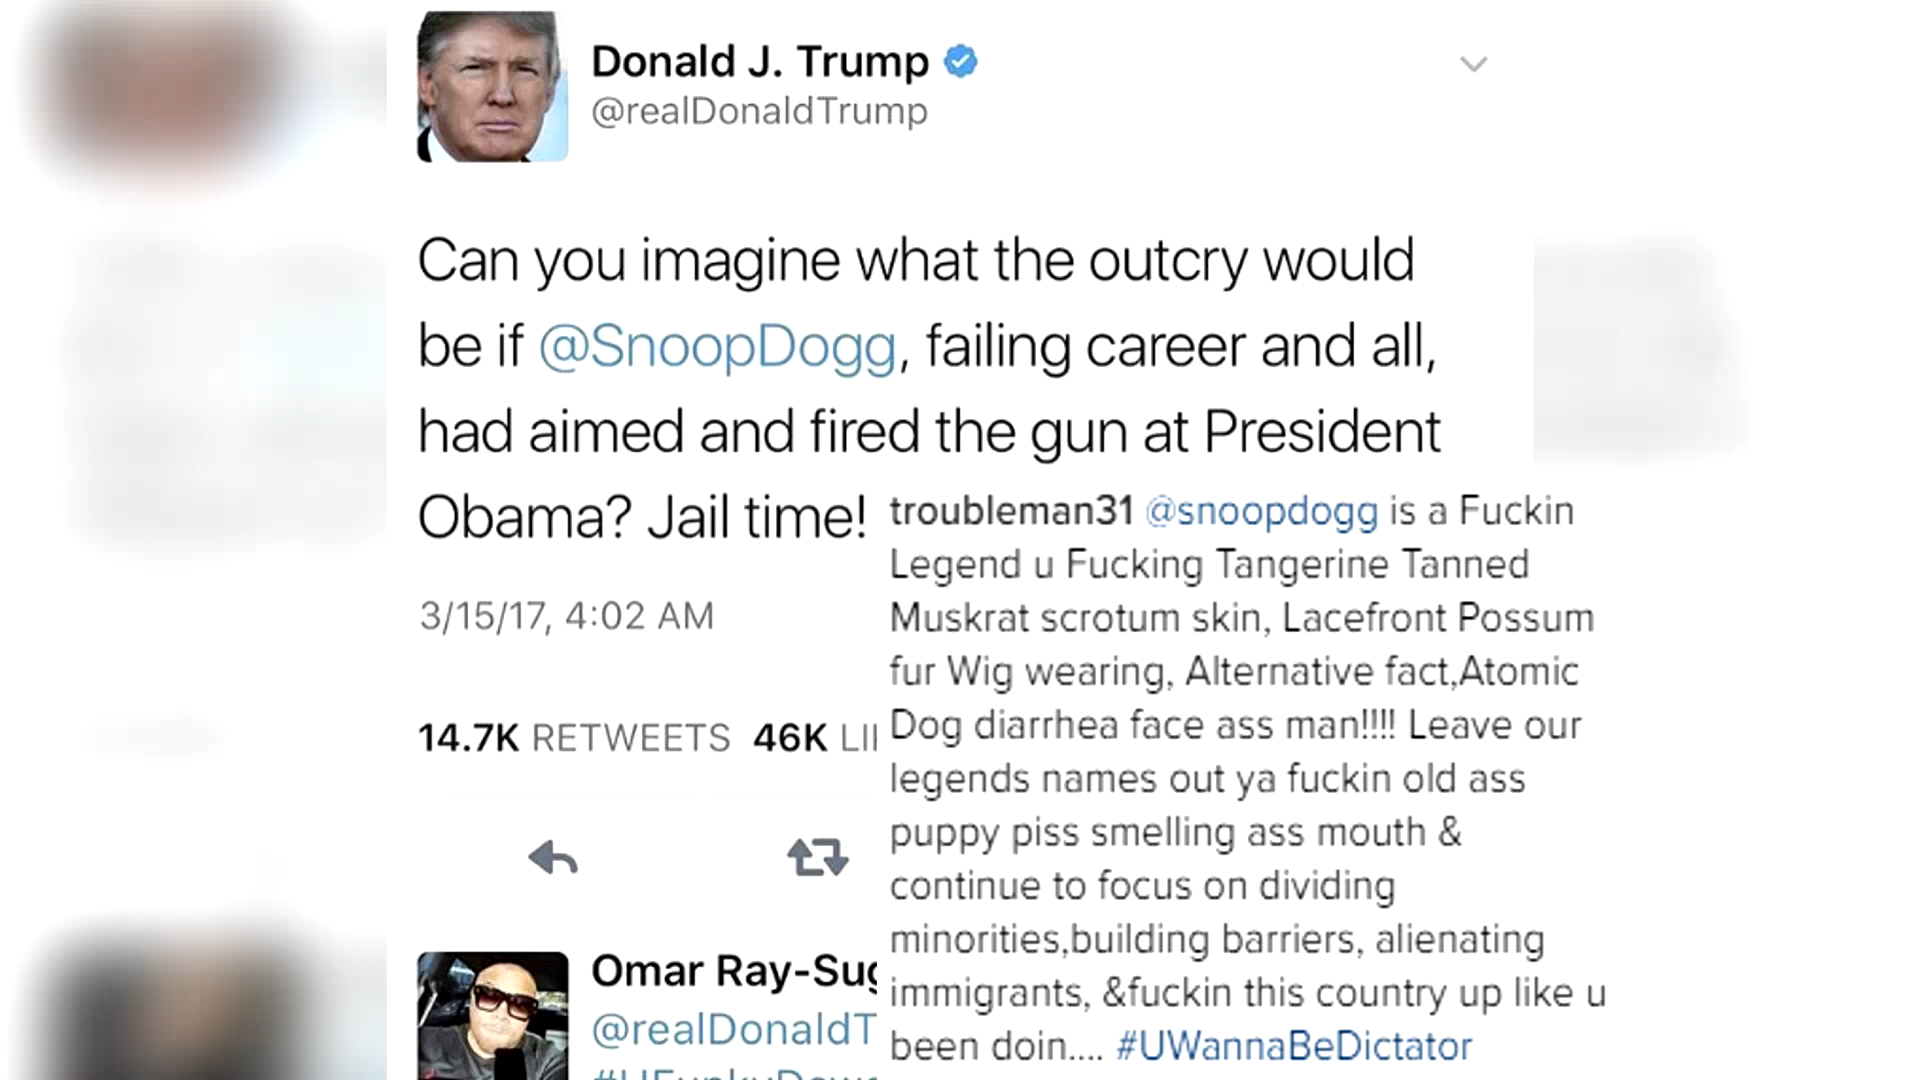 Donald J. Trump
@realDonaldTrump
Can you imagine what the outcry would
be if @SnoopDogg, failing career and all,
had aimed and fired the gun at President
Obama? Jail time!
3/15/17, 4:02 AM
14.7K RETWEETS 46K
troubleman31 @snoopdogg is a Fuckin
Legend u Fucking Tangerine Tanned
Muskrat scrotum skin, Lacefront Possum
fur Wig wearing, Alternative fact,Atomic
Dog diarrhea face ass man!!!! Leave our
legends names out ya fuckin old ass
puppy piss smelling ass mouth &
continue to focus on dividing
minorities,building barriers, alienating
immigrants, &fuckin this country up like u
been doin.... #UWannaBeDictator
Omar Ray-Sug
@realDonaldT